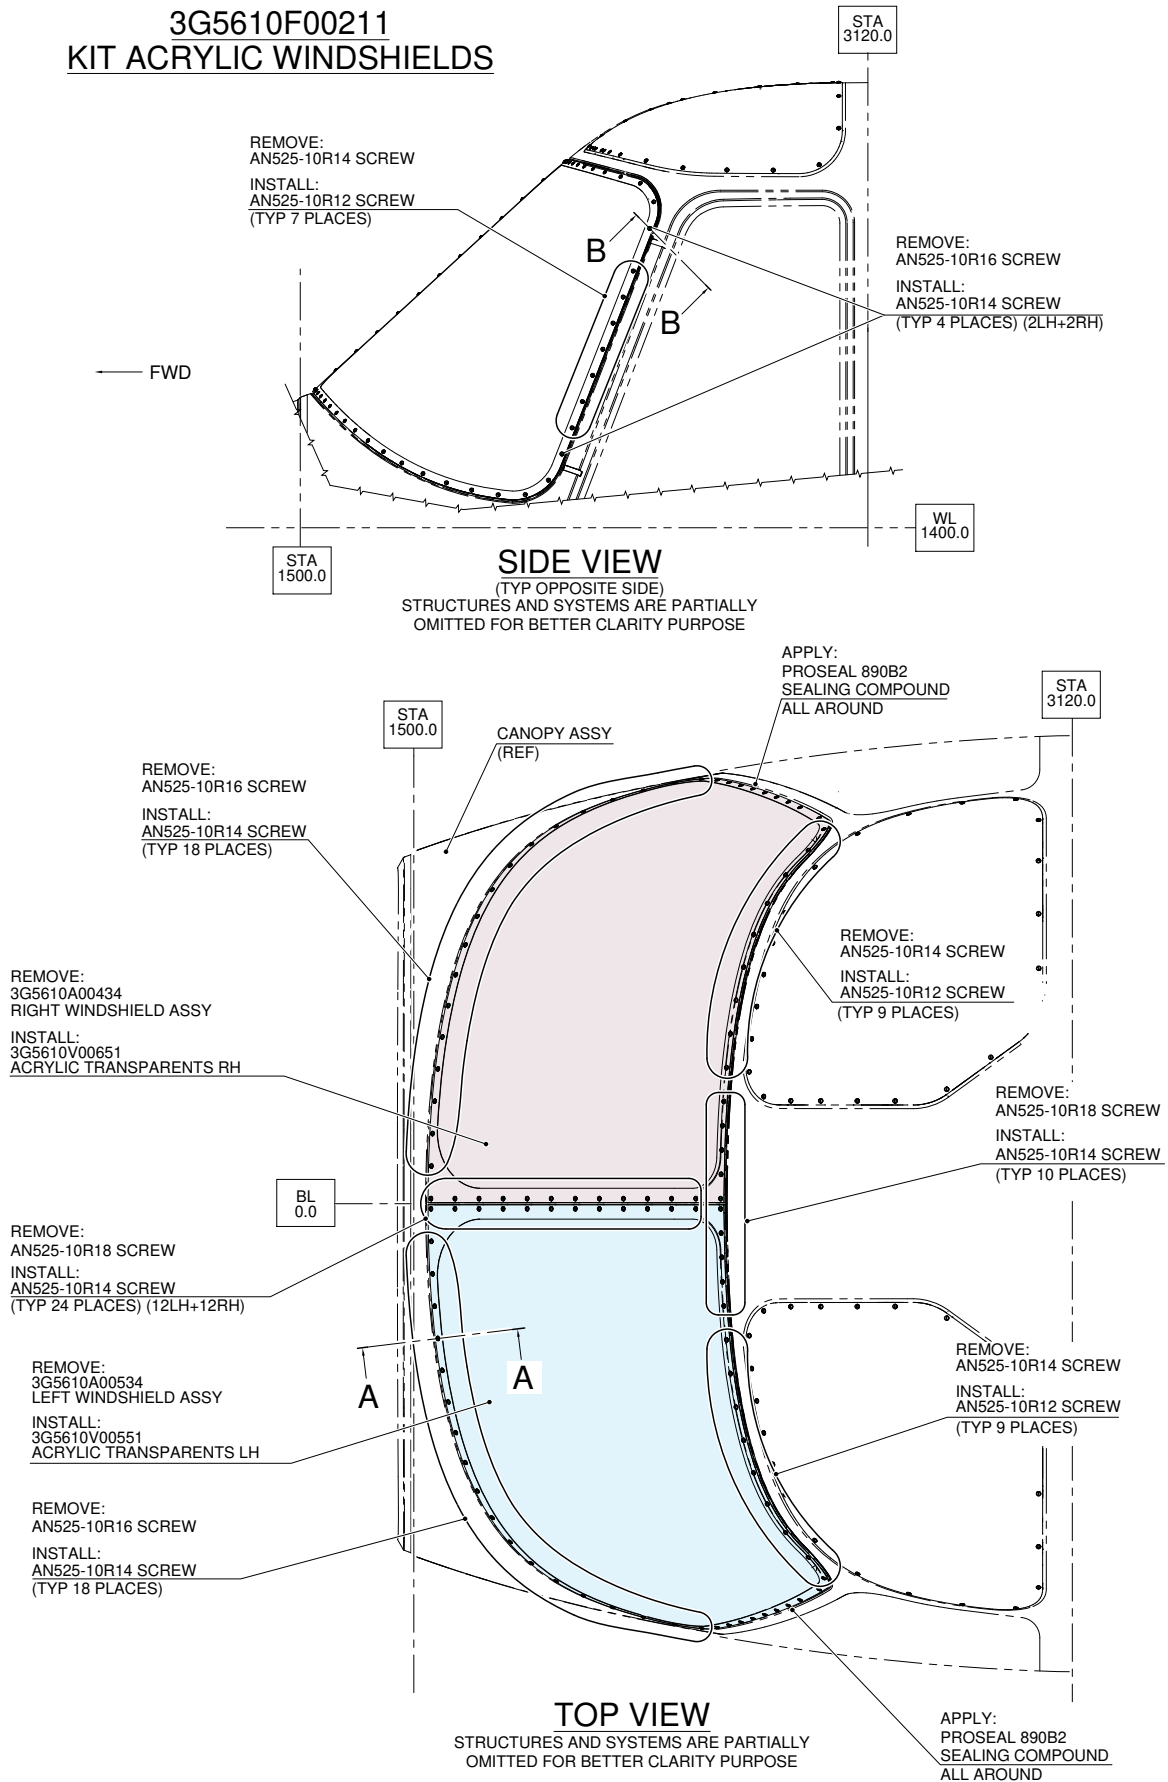 3G5610F00211
KIT ACRYLIC WINDSHIELDS
STA
3120.0
REMOVE:
AN525-10R14 SCREW
INSTALL:
AN525-10R12 SCREW
(TYP 7 PLACES)
B
B
REMOVE:
AN525-10R16 SCREW
INSTALL:
AN525-10R14 SCREW
(TYP 4 PLACES) (2LH+2RH)
FWD
WL
1400.0
STA
1500.0
SIDE VIEW
(TYP OPPOSITE SIDE)
STRUCTURES AND SYSTEMS ARE PARTIALLY
OMITTED FOR BETTER CLARITY PURPOSE
APPLY:
PROSEAL 890B2
SEALING COMPOUND
ALL AROUND
STA
3120.0
STA
1500.0
CANOPY ASSY
(REF)
REMOVE:
AN525-10R16 SCREW
INSTALL:
AN525-10R14 SCREW
(TYP 18 PLACES)
REMOVE:
AN525-10R14 SCREW
INSTALL:
AN525-10R12 SCREW
(TYP 9 PLACES)
REMOVE:
3G5610A00434
RIGHT WINDSHIELD ASSY
INSTALL:
3G5610V00651
ACRYLIC TRANSPARENTS RH
REMOVE:
AN525-10R18 SCREW
INSTALL:
AN525-10R14 SCREW
(TYP 10 PLACES)
BL
0.0
REMOVE:
AN525-10R18 SCREW
INSTALL:
AN525-10R14 SCREW
(TYP 24 PLACES) (12LH+12RH)
A
A
REMOVE:
3G5610A00534
LEFT WINDSHIELD ASSY
INSTALL:
3G5610V00551
ACRYLIC TRANSPARENTS LH
REMOVE:
AN525-10R14 SCREW
INSTALL:
AN525-10R12 SCREW
(TYP 9 PLACES)
REMOVE:
AN525-10R16 SCREW
INSTALL:
AN525-10R14 SCREW
(TYP 18 PLACES)
TOP VIEW
STRUCTURES AND SYSTEMS ARE PARTIALLY
OMITTED FOR BETTER CLARITY PURPOSE
APPLY:
PROSEAL 890B2
SEALING COMPOUND
ALL AROUND